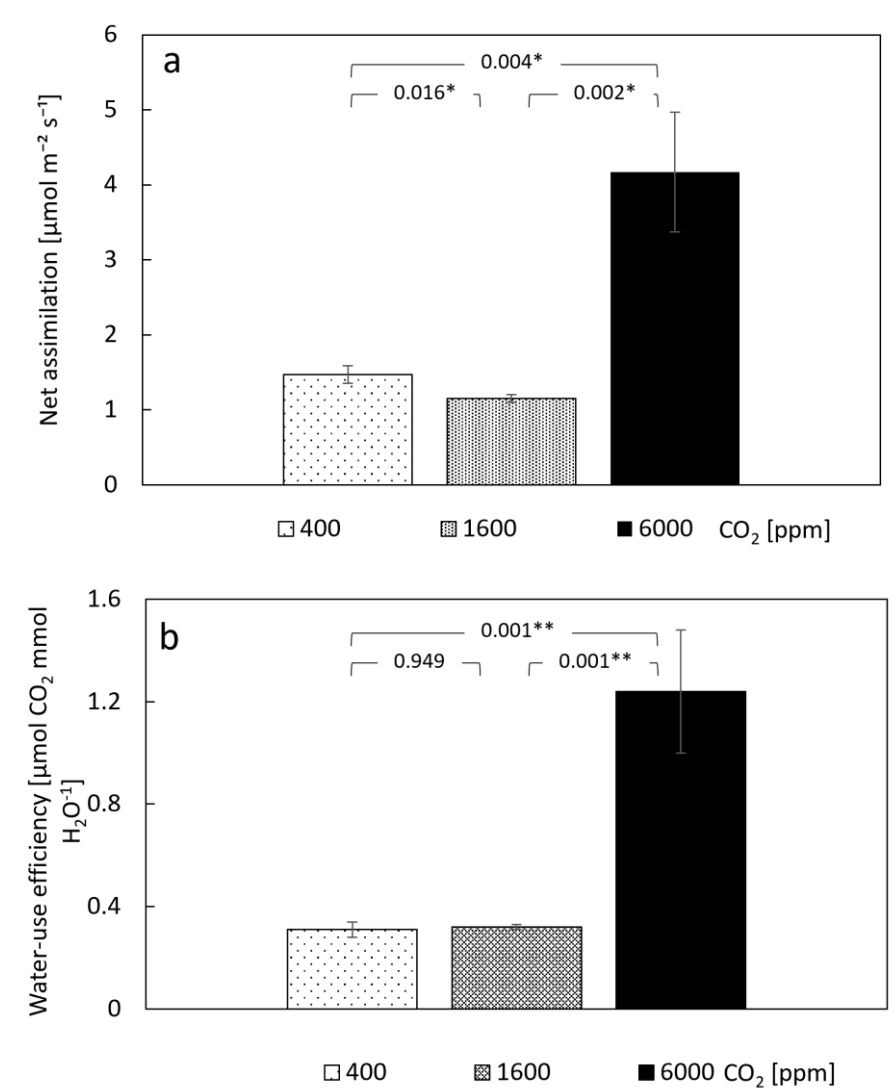 a
Net assimilation [µmol m⁻² s⁻¹]
6
5
4
3
2
1
0
0.004*
0.016* 0.002*
400 1600 6000 CO₂ [ppm]
b
Water-use efficiency [µmol CO₂ mmol
H₂O⁻¹]
1.6
1.2
0.8
0.4
0
0.001**
0.949 0.001**
400 1600 6000 CO₂ [ppm]